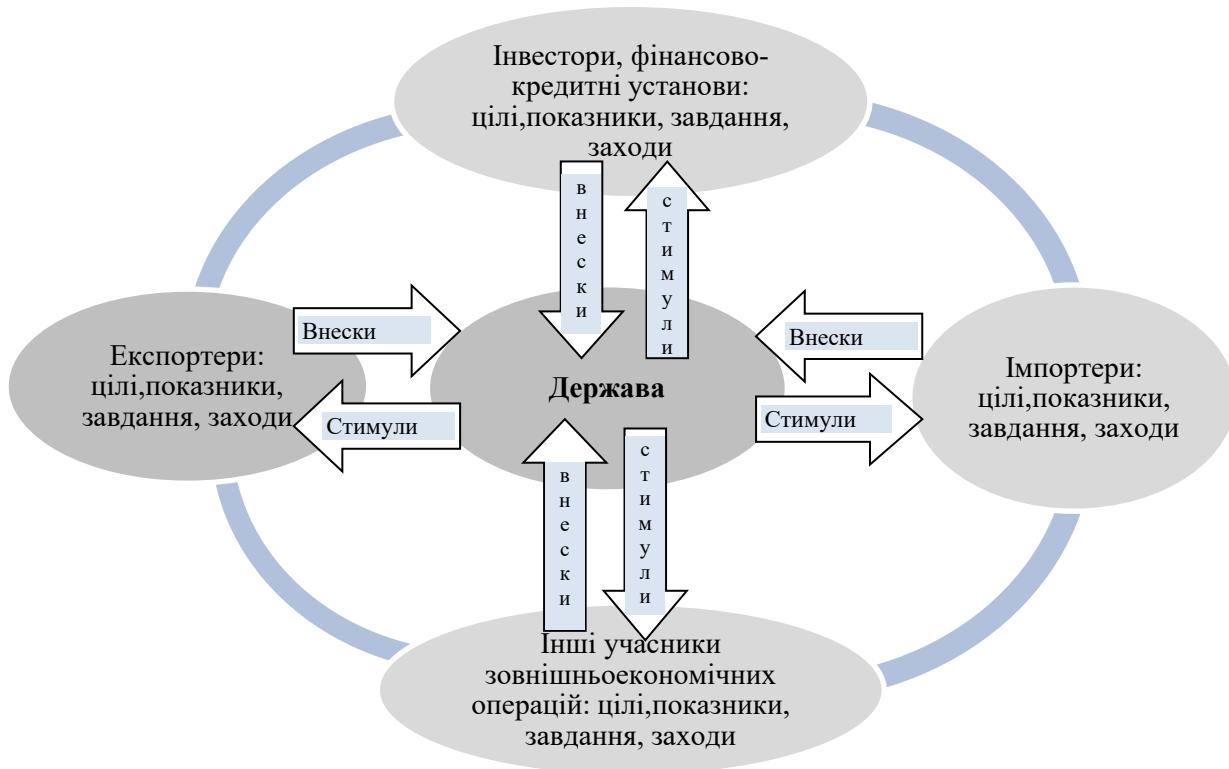 Інвестори, фінансово-
кредитні установи:
цілі,показники, завдання,
заходи
внески
стимули
Експортери:
цілі,показники,
завдання, заходи
Внески
Стимули
Держава
Внески
Стимули
Імпортери:
цілі,показники,
завдання, заходи
внески
стимули
Інші учасники
зовнішньоекономічних
операцій: цілі,показники,
завдання, заходи